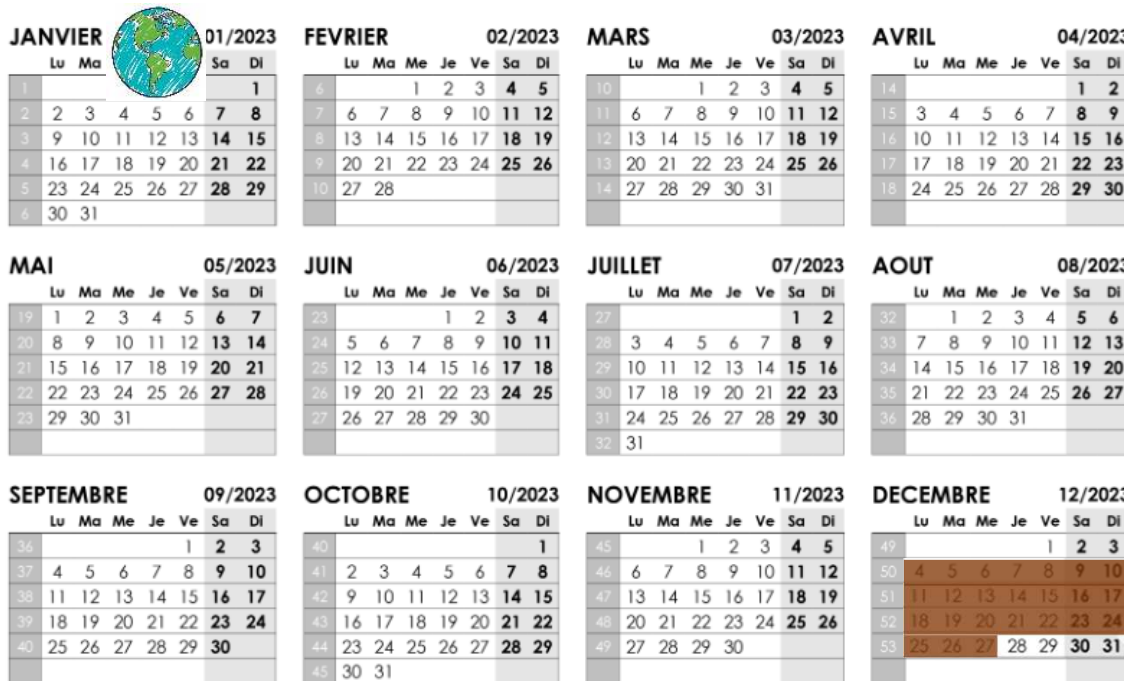 JANVIER 01/2023
Lu Ma Sa Di
1 1
2 2 3 4 5 6 7 8
3 9 10 11 12 13 14 15
4 16 17 18 19 20 21 22
5 23 24 25 26 27 28 29
6 30 31
FEVRIER 02/2023
Lu Ma Me Je Ve Sa Di
6 1 2 3 4 5
7 6 7 8 9 10 11 12
8 13 14 15 16 17 18 19
9 20 21 22 23 24 25 26
10 27 28
MARS 03/2023
Lu Ma Me Je Ve Sa Di
10 1 2 3 4 5
11 6 7 8 9 10 11 12
12 13 14 15 16 17 18 19
13 20 21 22 23 24 25 26
14 27 28 29 30 31
AVRIL 04/2023
Lu Ma Me Je Ve Sa Di
14 1 2
15 3 4 5 6 7 8 9
16 10 11 12 13 14 15 16
17 17 18 19 20 21 22 23
18 24 25 26 27 28 29 30
MAI 05/2023
Lu Ma Me Je Ve Sa Di
19 1 2 3 4 5 6 7
20 8 9 10 11 12 13 14
21 15 16 17 18 19 20 21
22 22 23 24 25 26 27 28
23 29 30 31
JUIN 06/2023
Lu Ma Me Je Ve Sa Di
23 1 2 3 4
24 5 6 7 8 9 10 11
25 12 13 14 15 16 17 18
26 19 20 21 22 23 24 25
27 26 27 28 29 30
JUILLET 07/2023
Lu Ma Me Je Ve Sa Di
27 1 2
28 3 4 5 6 7 8 9
29 10 11 12 13 14 15 16
30 17 18 19 20 21 22 23
31 24 25 26 27 28 29 30
32 31
AOUT 08/2023
Lu Ma Me Je Ve Sa Di
32 1 2 3 4 5 6
33 7 8 9 10 11 12 13
34 14 15 16 17 18 19 20
35 21 22 23 24 25 26 27
36 28 29 30 31
SEPTEMBRE 09/2023
Lu Ma Me Je Ve Sa Di
36 1 2 3
37 4 5 6 7 8 9 10
38 11 12 13 14 15 16 17
39 18 19 20 21 22 23 24
40 25 26 27 28 29 30
OCTOBRE 10/2023
Lu Ma Me Je Ve Sa Di
40 1
41 2 3 4 5 6 7 8
42 9 10 11 12 13 14 15
43 16 17 18 19 20 21 22
44 23 24 25 26 27 28 29
45 30 31
NOVEMBRE 11/2023
Lu Ma Me Je Ve Sa Di
45 1 2 3 4 5
46 6 7 8 9 10 11 12
47 13 14 15 16 17 18 19
48 20 21 22 23 24 25 26
49 27 28 29 30
DECEMBRE 12/2023
Lu Ma Me Je Ve Sa Di
49 1 2 3
50 4 5 6 7 8 9 10
51 11 12 13 14 15 16 17
52 18 19 20 21 22 23 24
53 25 26 27 28 29 30 31